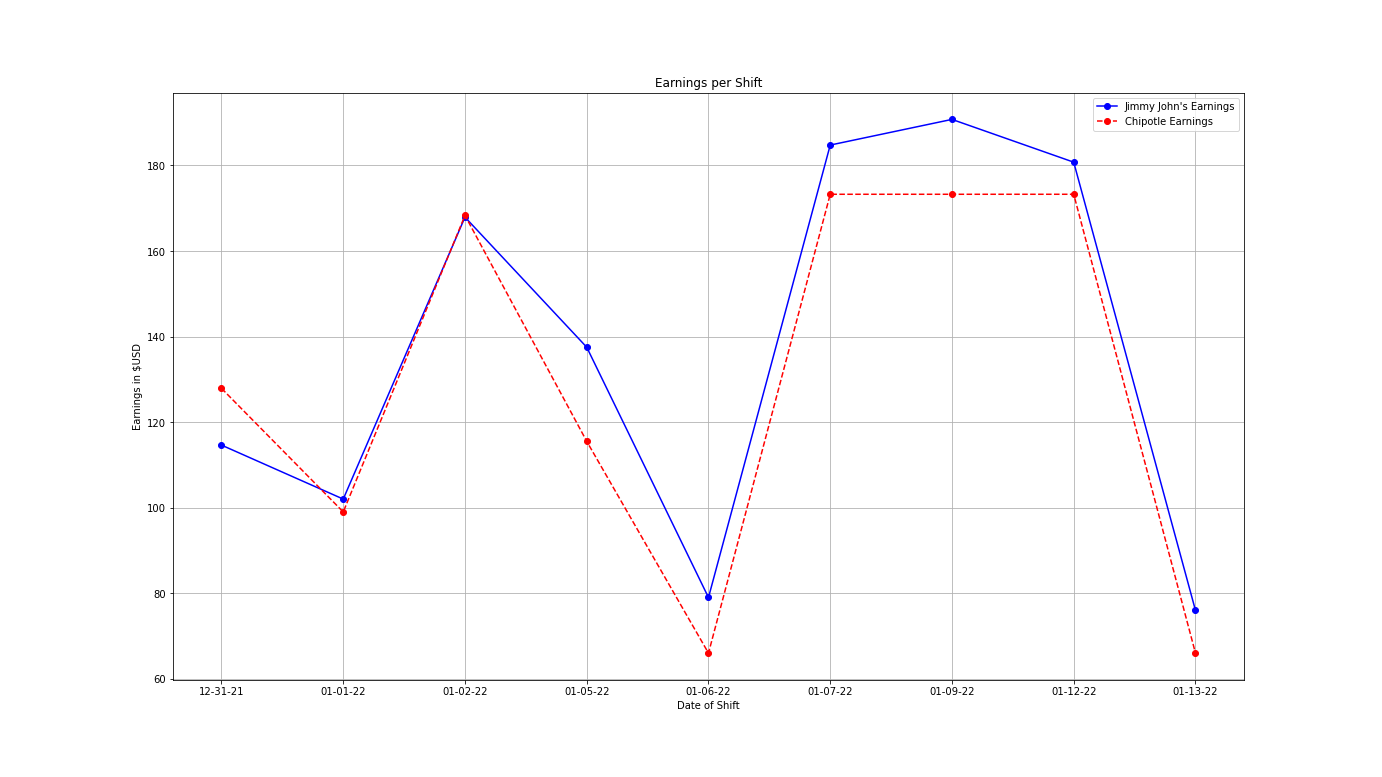 Earnings per Shift
Jimmy John's Earnings
Chipotle Earnings
Earnings in $USD
180
160
140
120
100
80
60
12-31-21 01-01-22 01-02-22 01-05-22 01-06-22 01-07-22 01-09-22 01-12-22 01-13-22
Date of Shift